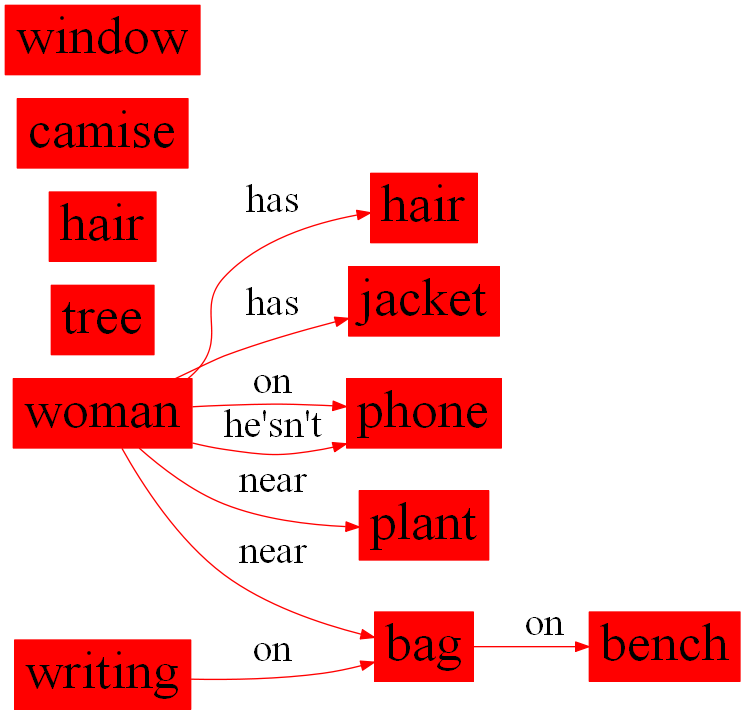 window
camise
hair
has
hair
tree
has
jacket
woman
on
he'sn't
phone
near
plant
near
writing
on
bag
on
bench